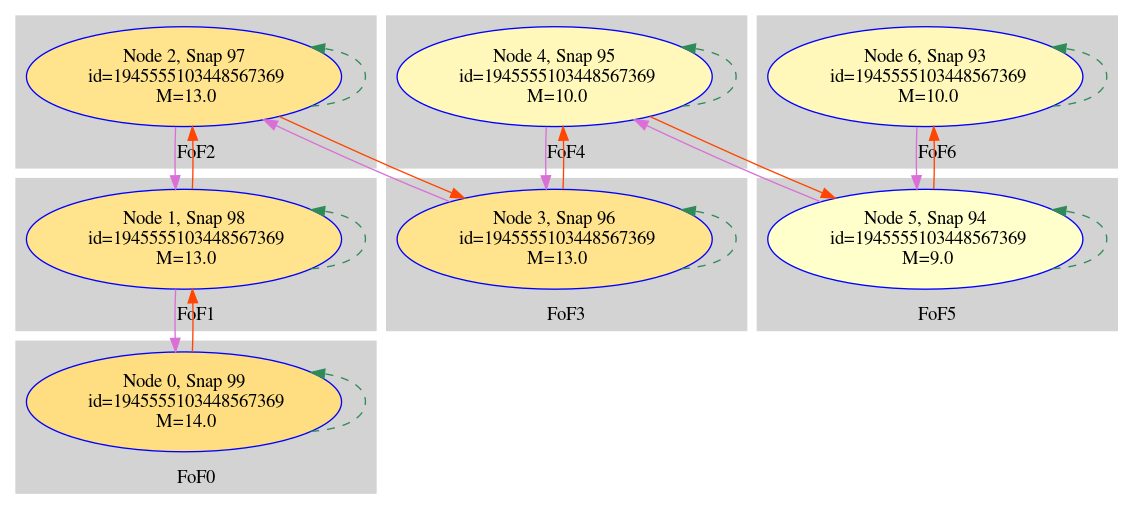 Node 2, Snap 97
id=1945555103448567369
M=13.0
FoF2
Node 4, Snap 95
id=1945555103448567369
M=10.0
FoF4
Node 6, Snap 93
id=1945555103448567369
M=10.0
FoF6
Node 1, Snap 98
id=1945555103448567369
M=13.0
FoF1
Node 3, Snap 96
id=1945555103448567369
M=13.0
FoF3
Node 5, Snap 94
id=1945555103448567369
M=9.0
FoF5
Node 0, Snap 99
id=1945555103448567369
M=14.0
FoF0